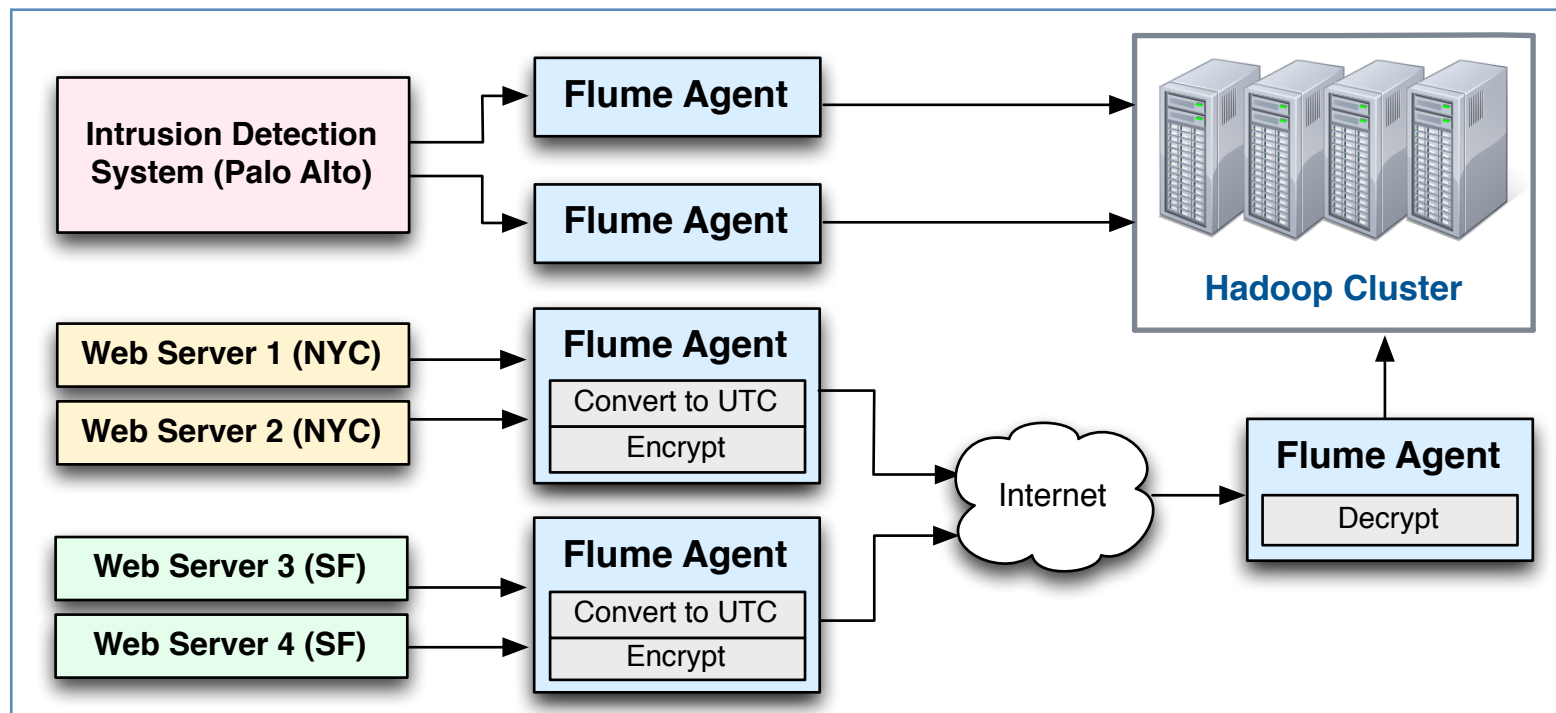 Intrusion Detection
System (Palo Alto)
Flume Agent
Flume Agent
Hadoop Cluster
Web Server 1 (NYC)
Web Server 2 (NYC)
Flume Agent
Convert to UTC
Encrypt
Web Server 3 (SF)
Web Server 4 (SF)
Flume Agent
Convert to UTC
Encrypt
Internet
Flume Agent
Decrypt